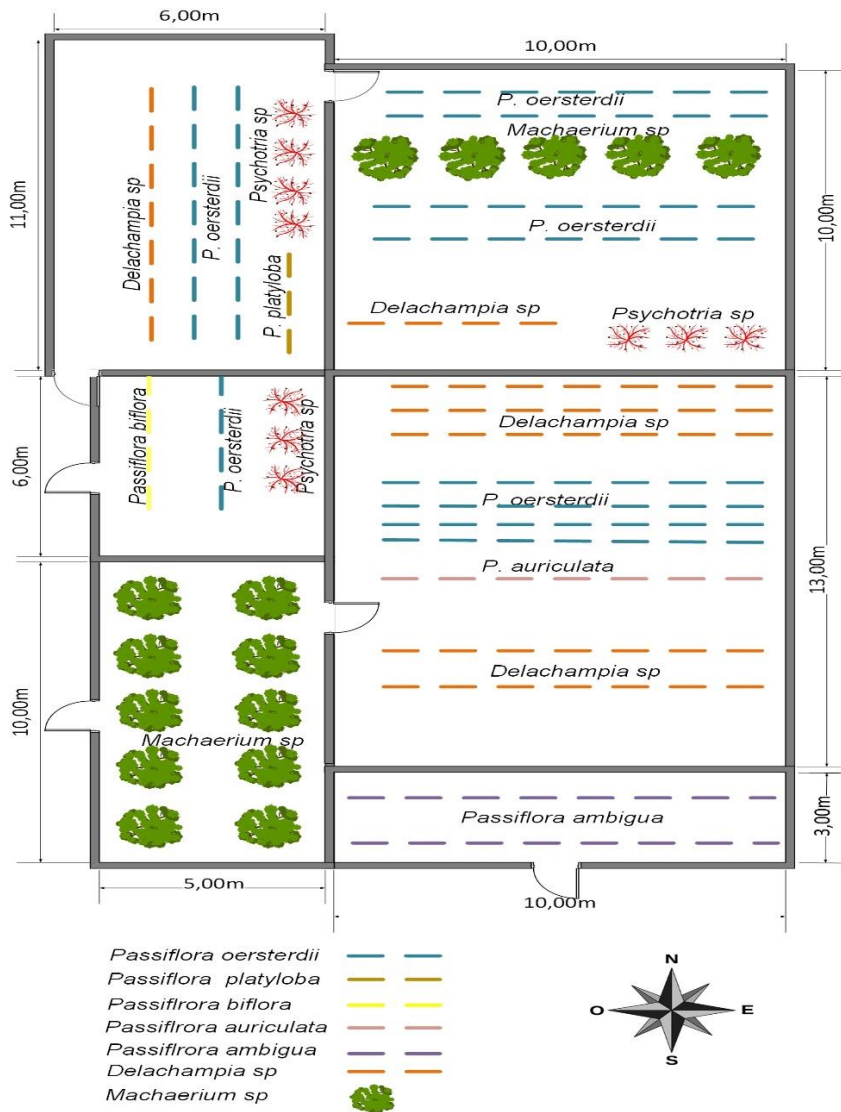 6,00m
10,00m
11,00m
Delachampia sp
P. oersterdii
Psychotria sp
P. platyloba
P. oersterdii
Machaerium sp
P. oersterdii
Delachampia sp
Psychotria sp
10,00m
6,00m
Passiflora biflora
P. oersterdii
Psychotria sp
Delachampia sp
P. oersterdii
P. auriculata
Delachampia sp
13,00m
10,00m
Machaerium sp
Passiflora ambigua
3,00m
5,00m
10,00m
Passiflora oersterdii
Passiflora platyloba
Passiflrora biflora
Passiflrora auriculata
Passiflrora ambigua
Delachampia sp
Machaerium sp
N
O
E
S